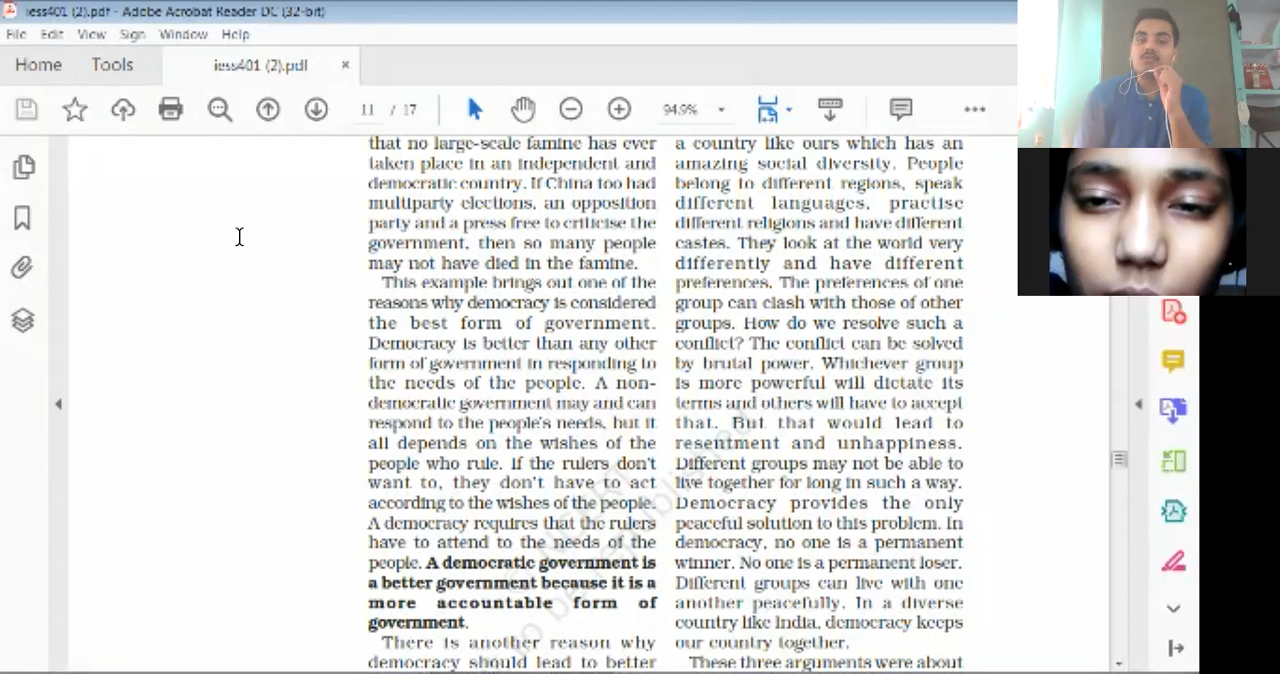 iess401 (2).pdf - Adobe Acrobat Reader DC (32-bit)
File Edit View Sign Window Help
Home Tools iess401 (2).pdf ×
11 / 17 94.9%
that no large-scale famine has ever
taken place in an independent and
democratic country. If China too had
multiparty elections, an opposition
party and a press free to criticise the
government, then so many people
may not have died in the famine.
This example brings out one of the
reasons why democracy is considered
the best form of government.
Democracy is better than any other
form of government in responding to
the needs of the people. A non-
democratic government may and can
respond to the people's needs, but it
all depends on the wishes of the
people who rule. If the rulers don't
want to, they don't have to act
according to the wishes of the people.
A democracy requires that the rulers
have to attend to the needs of the
people. A democratic government is
a better government because it is a
more accountable form of
government.
There is another reason why
democracy should lead to better
a country like ours which has an
amazing social diversity. People
belong to different regions, speak
different languages, practise
different religions and have different
castes. They look at the world very
differently and have different
preferences. The preferences of one
group can clash with those of other
groups. How do we resolve such a
conflict? The conflict can be solved
by brutal power. Whichever group
is more powerful will dictate its
terms and others will have to accept
that. But that would lead to
resentment and unhappiness.
Different groups may not be able to
live together for long in such a way.
Democracy provides the only
peaceful solution to this problem. In
democracy, no one is a permanent
winner. No one is a permanent loser.
Different groups can live with one
another peacefully. In a diverse
country like India, democracy keeps
our country together.
These three arguments were about